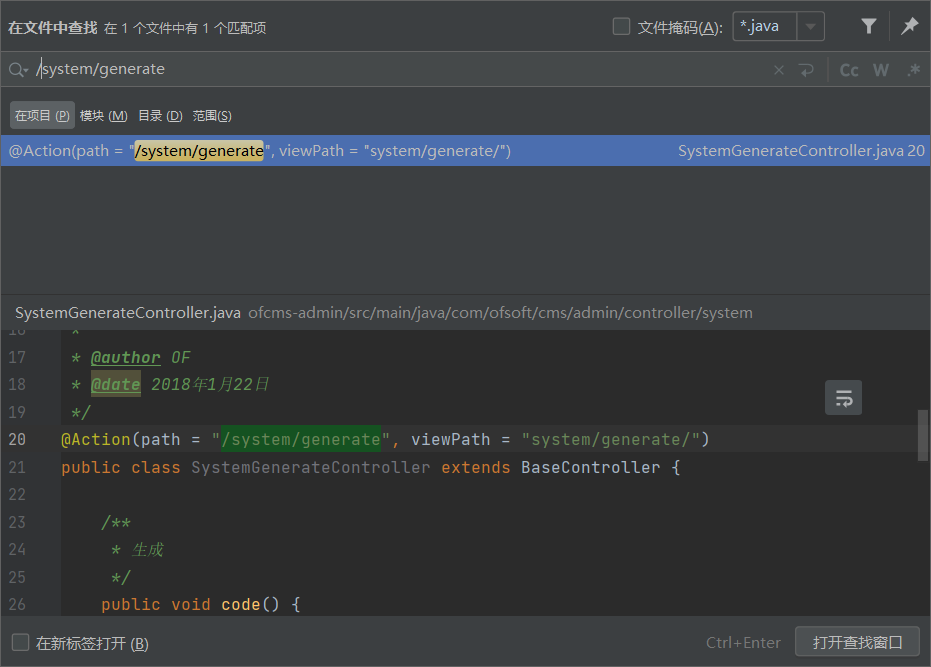 在文件中查找 在 1 个文件中有 1 个匹配项 文件掩码(A): *.java
/system/generate Cc W .*
在项目 (P) 模块 (M) 目录 (D) 范围(S)
@Action(path = "/system/generate", viewPath = "system/generate/") SystemGenerateController.java 20
SystemGenerateController.java ofcms-admin/src/main/java/com/ofsoft/cms/admin/controller/system
16 *
17 * @author OF
18 * @date 2018年1月22日
19 */
20 @Action(path = "/system/generate", viewPath = "system/generate/")
21 public class SystemGenerateController extends BaseController {
22
23 /**
24 * 生成
25 */
26 public void code() {
在新标签打开 (B) Ctrl+Enter 打开查找窗口